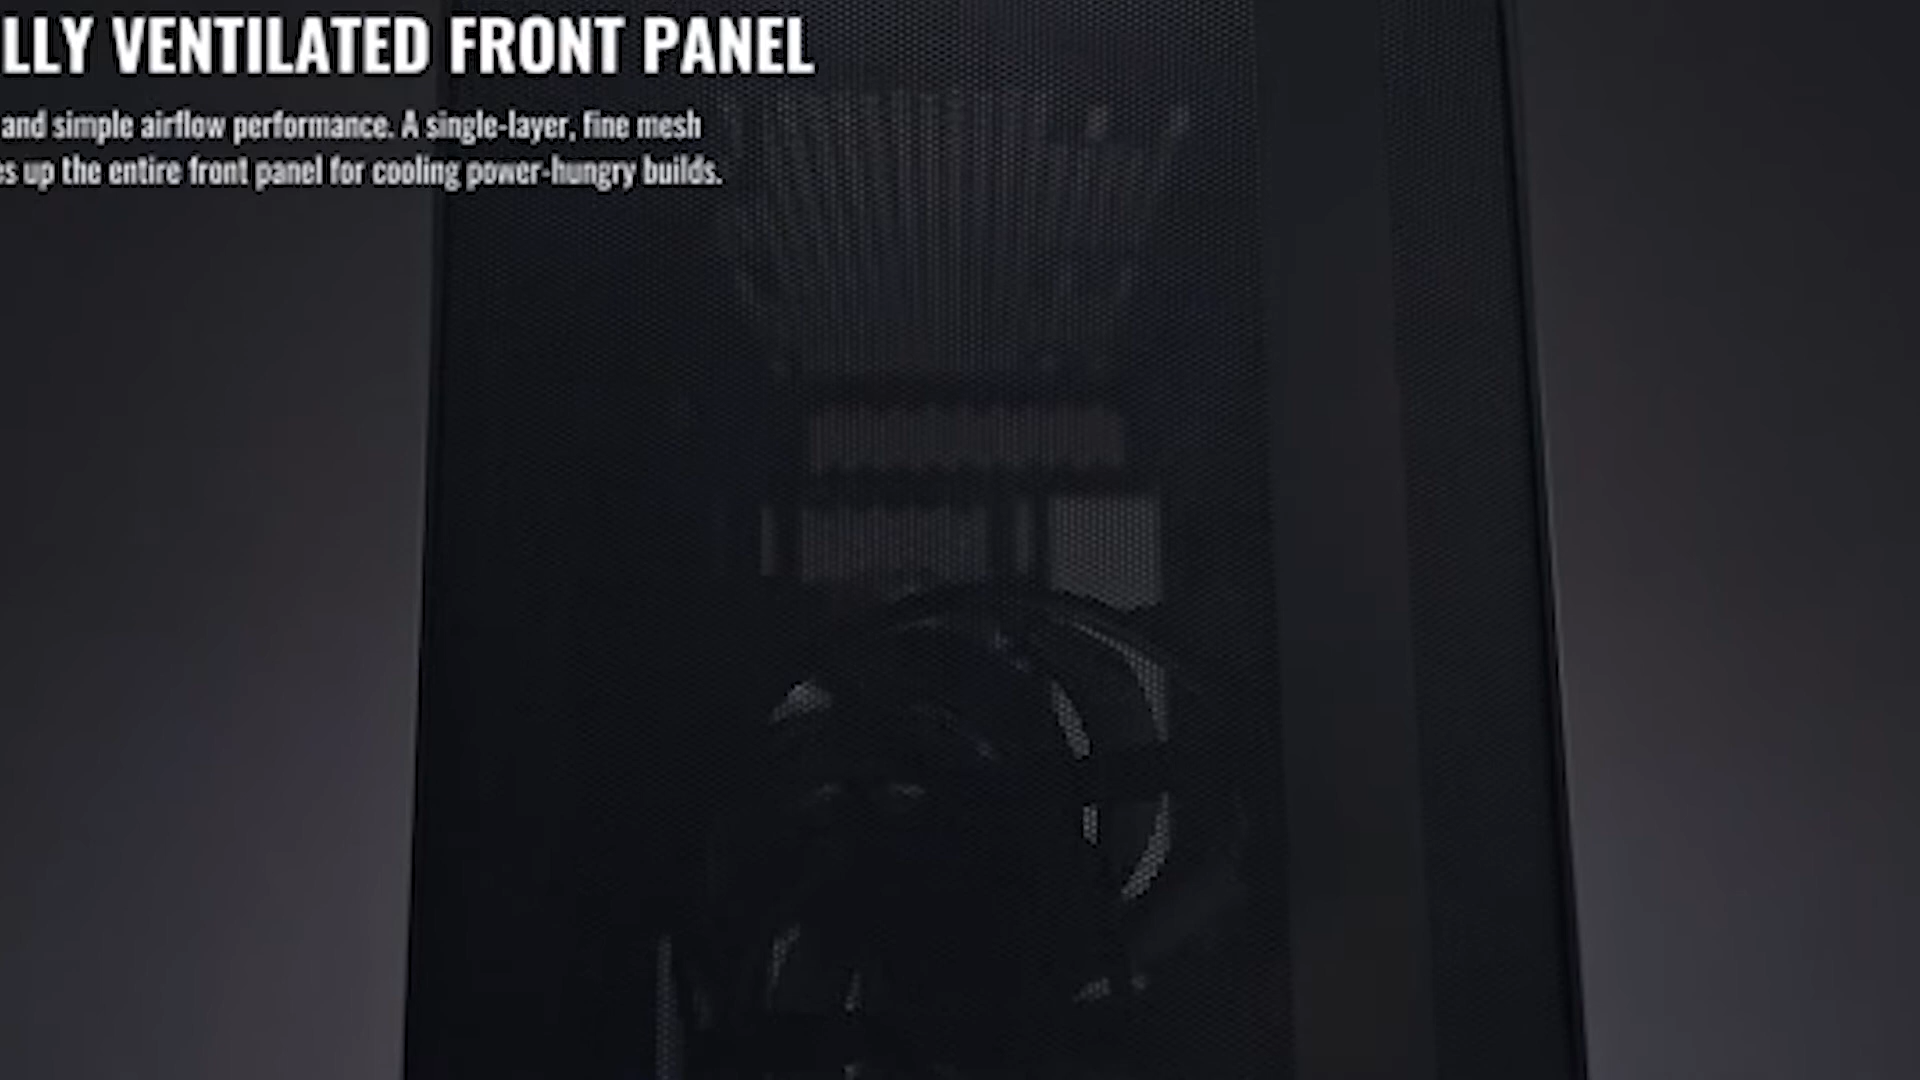 LLY VENTILATED FRONT PANEL
and simple airflow performance. A single-layer, fine mesh
es up the entire front panel for cooling power-hungry builds.